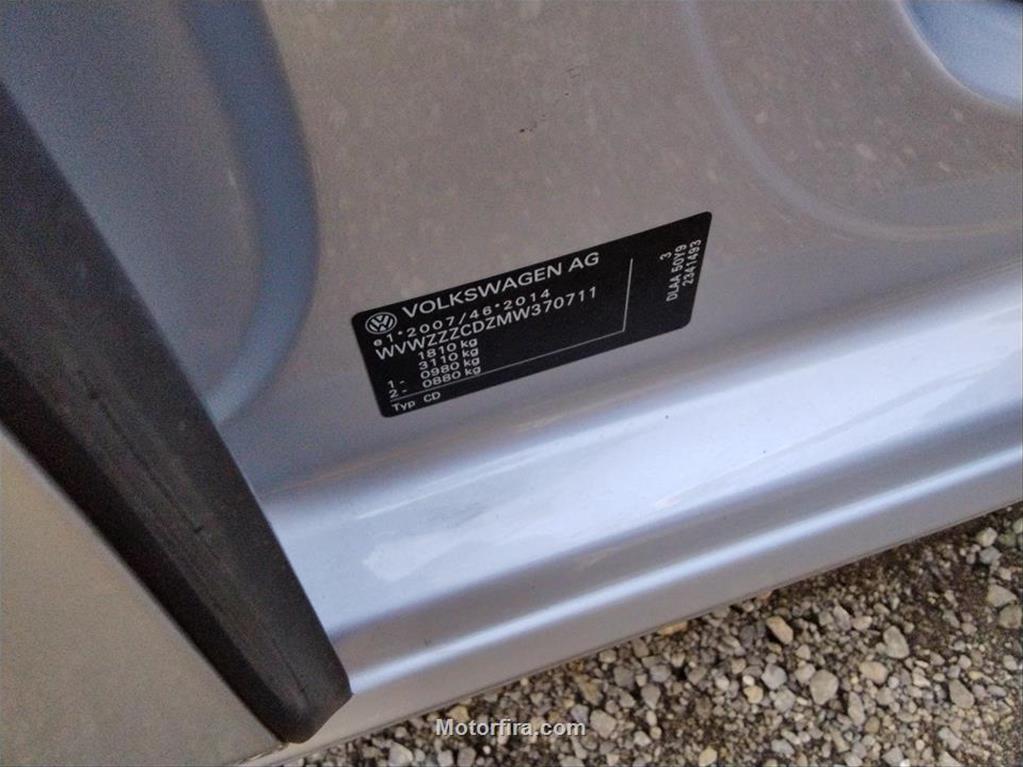 VOLKSWAGEN AG
e1*2007/46*2014
WVWZZZCDZMW370711
1810 kg
3110 kg
1- 0980 kg
2- 0880 kg
Typ CD
3
DLAA 50Y9
2341493
Motorfira.com